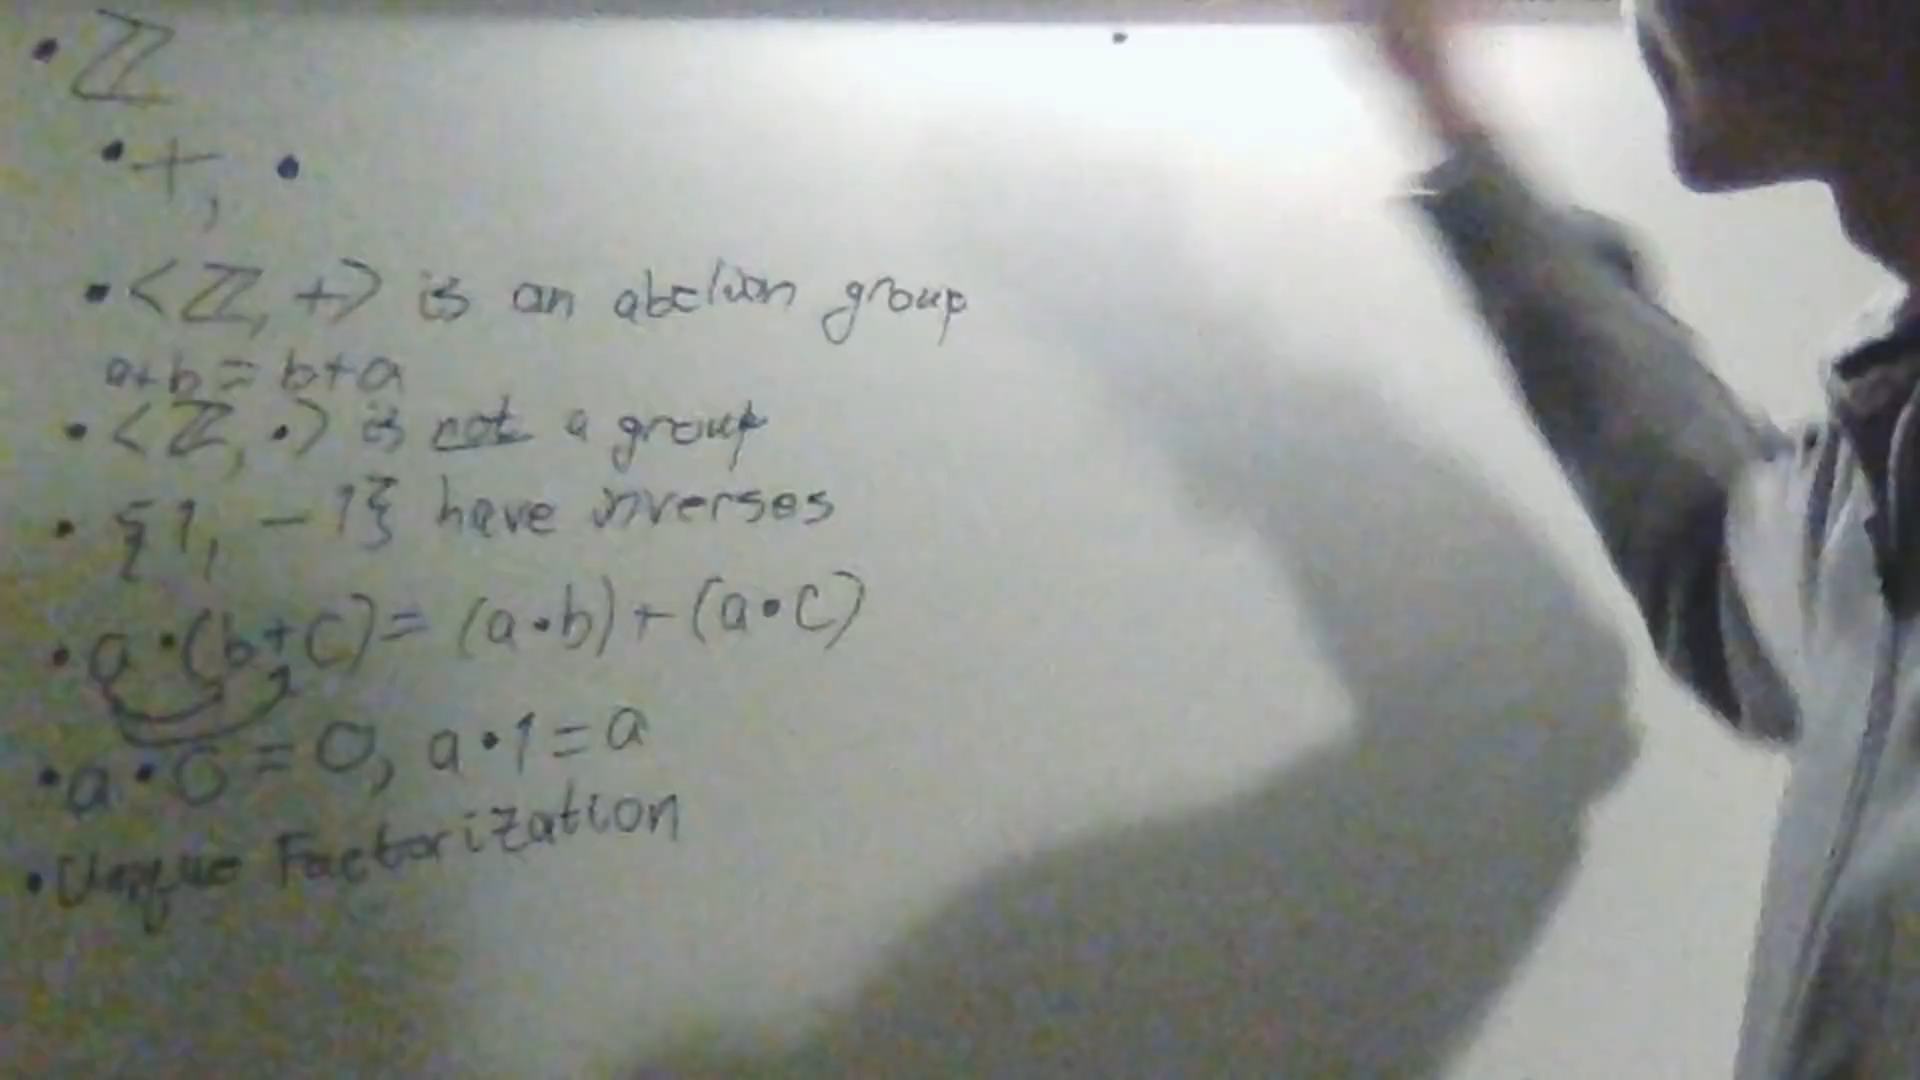 • ℤ
• +, •
• <ℤ, +> is an abelian group
a+b = b+a
• <ℤ, •> is not a group
• {1, -1} have inverses
• a•(b+c) = (a•b)+(a•c)
• a•0 = 0, a•1 = a
• Unique Factorization